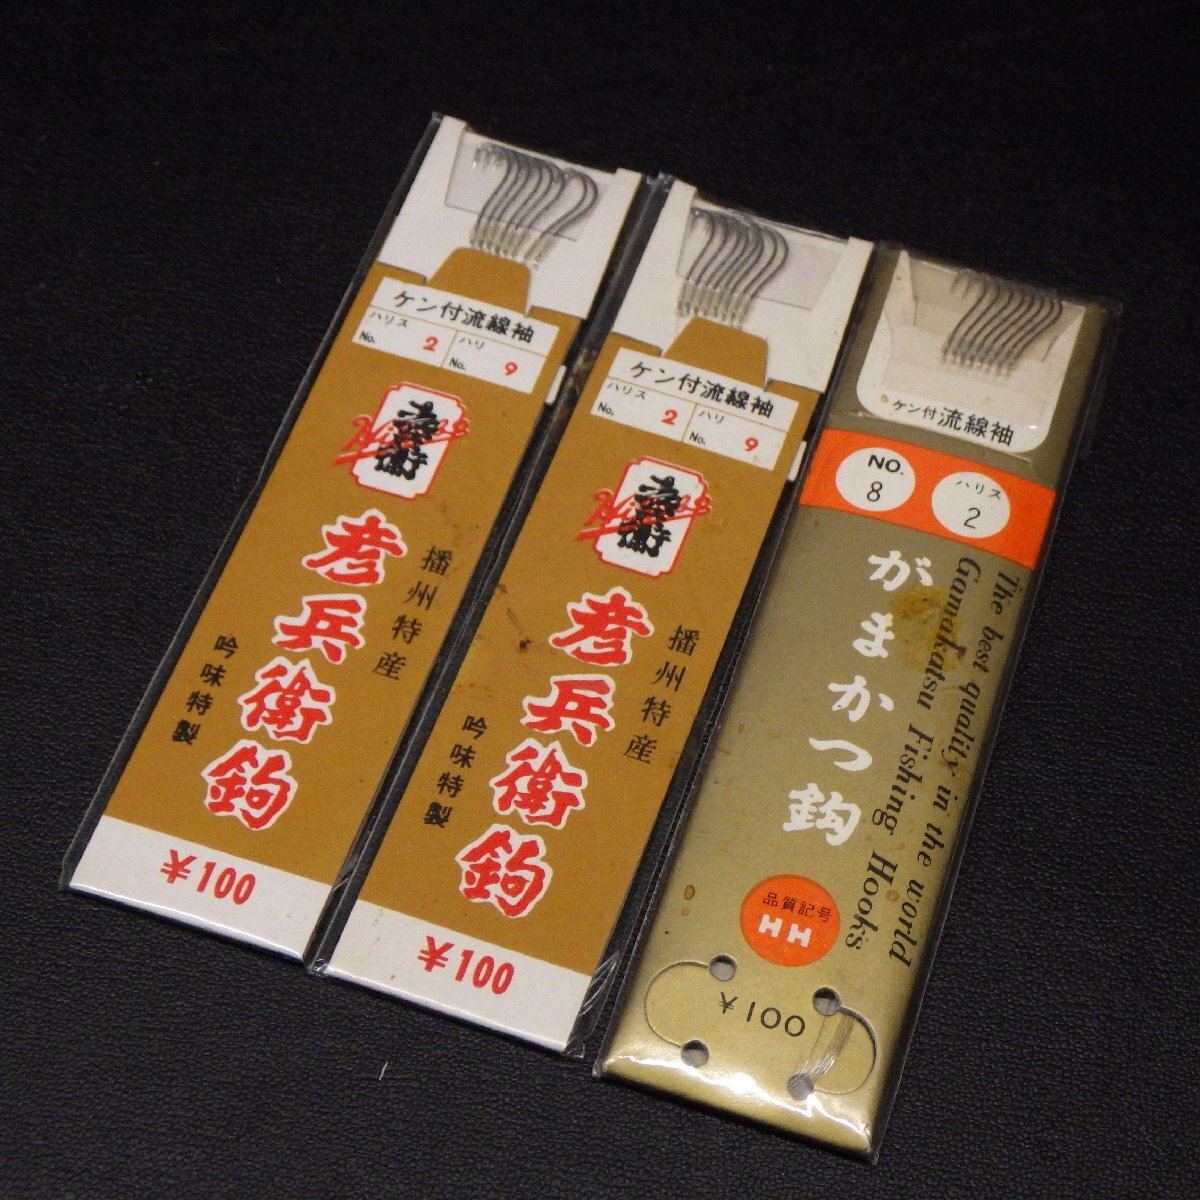 ケン付流線袖
ハリス
No. 2
ハリ
No. 9
彦兵衛鈎
播州特産
吟味特製
¥100
ケン付流線袖
ハリス
No. 2
ハリ
No. 9
彦兵衛鈎
播州特産
吟味特製
¥100
ケン付流線袖
NO. 8
ハリス 2
がまかつ鈎
The best quality in the world
Gamakatsu Fishing Hooks
品質記号
HH
¥100